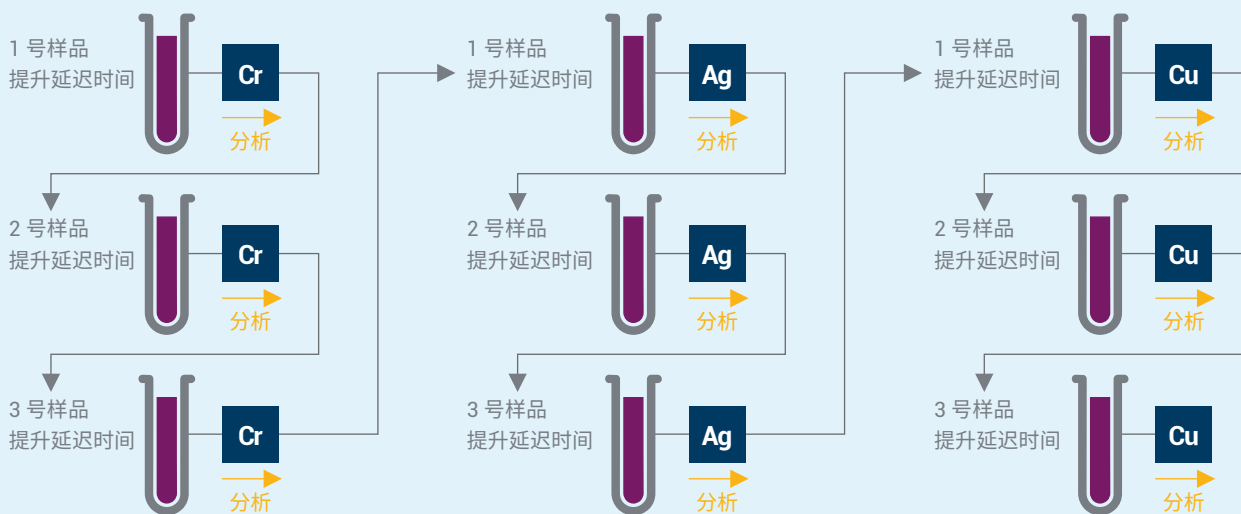 1 号样品
提升延迟时间
Cr
分析
2 号样品
提升延迟时间
Cr
分析
3 号样品
提升延迟时间
Cr
分析
1 号样品
提升延迟时间
Ag
分析
2 号样品
提升延迟时间
Ag
分析
3 号样品
提升延迟时间
Ag
分析
1 号样品
提升延迟时间
Cu
分析
2 号样品
提升延迟时间
Cu
分析
3 号样品
提升延迟时间
Cu
分析